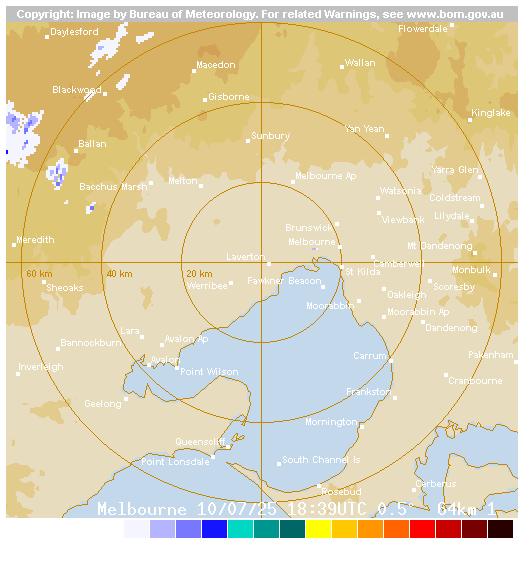 Copyright: Image by Bureau of Meteorology. For related Warnings, see www.bom.gov.au
Flowerdale
Daylesford
Macedon
Wallan
Blackwood
Gisborne
Kinglake
Yan Yean
Sunbury
Ballan
Yarra Glen
Melbourne Ap
Melton
Bacchus Marsh
Watsonia
Coldstream
Lilydale
Viewbank
Brunswick
Meredith
Melbourne
Mt Dandenong
Laverton
Camberwell
60 km
40 km
20 km
St Kilda
Monbulk
Sheoaks
Werribee
Fawkner Beacon
Scoresby
Oakleigh
Moorabbin
Moorabbin Ap
Dandenong
Lara
Avalon Ap
Bannockburn
Avalon
Carrum
Pakenham
Inverleigh
Point Wilson
Cranbourne
Frankston
Geelong
Mornington
Queenscliff
Point Lonsdale
South Channel Is
Rosebud
Cerberus
Melbourne 10/07/25 18:39UTC 0.5° 64km 1